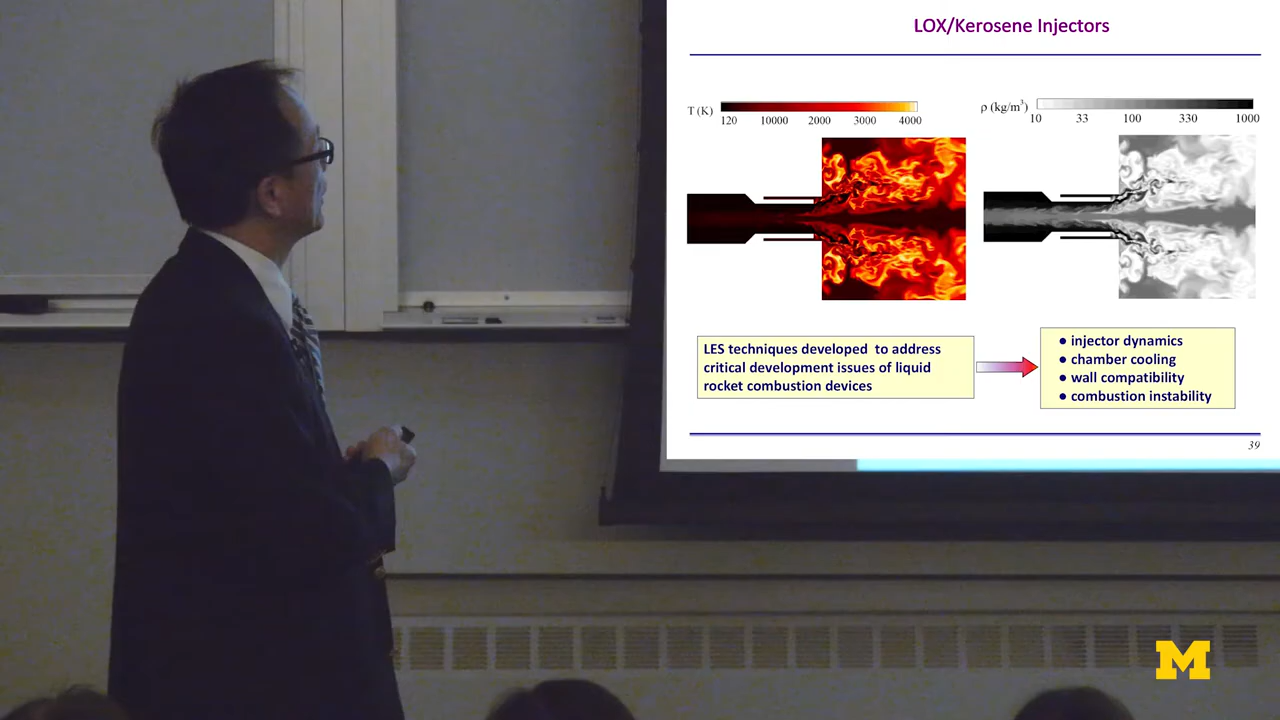 LOX/Kerosene Injectors
T (K)
120 10000 2000 3000 4000
ρ (kg/m³)
10 33 100 330 1000
LES techniques developed to address
critical development issues of liquid
rocket combustion devices
● injector dynamics
● chamber cooling
● wall compatibility
● combustion instability
39
M